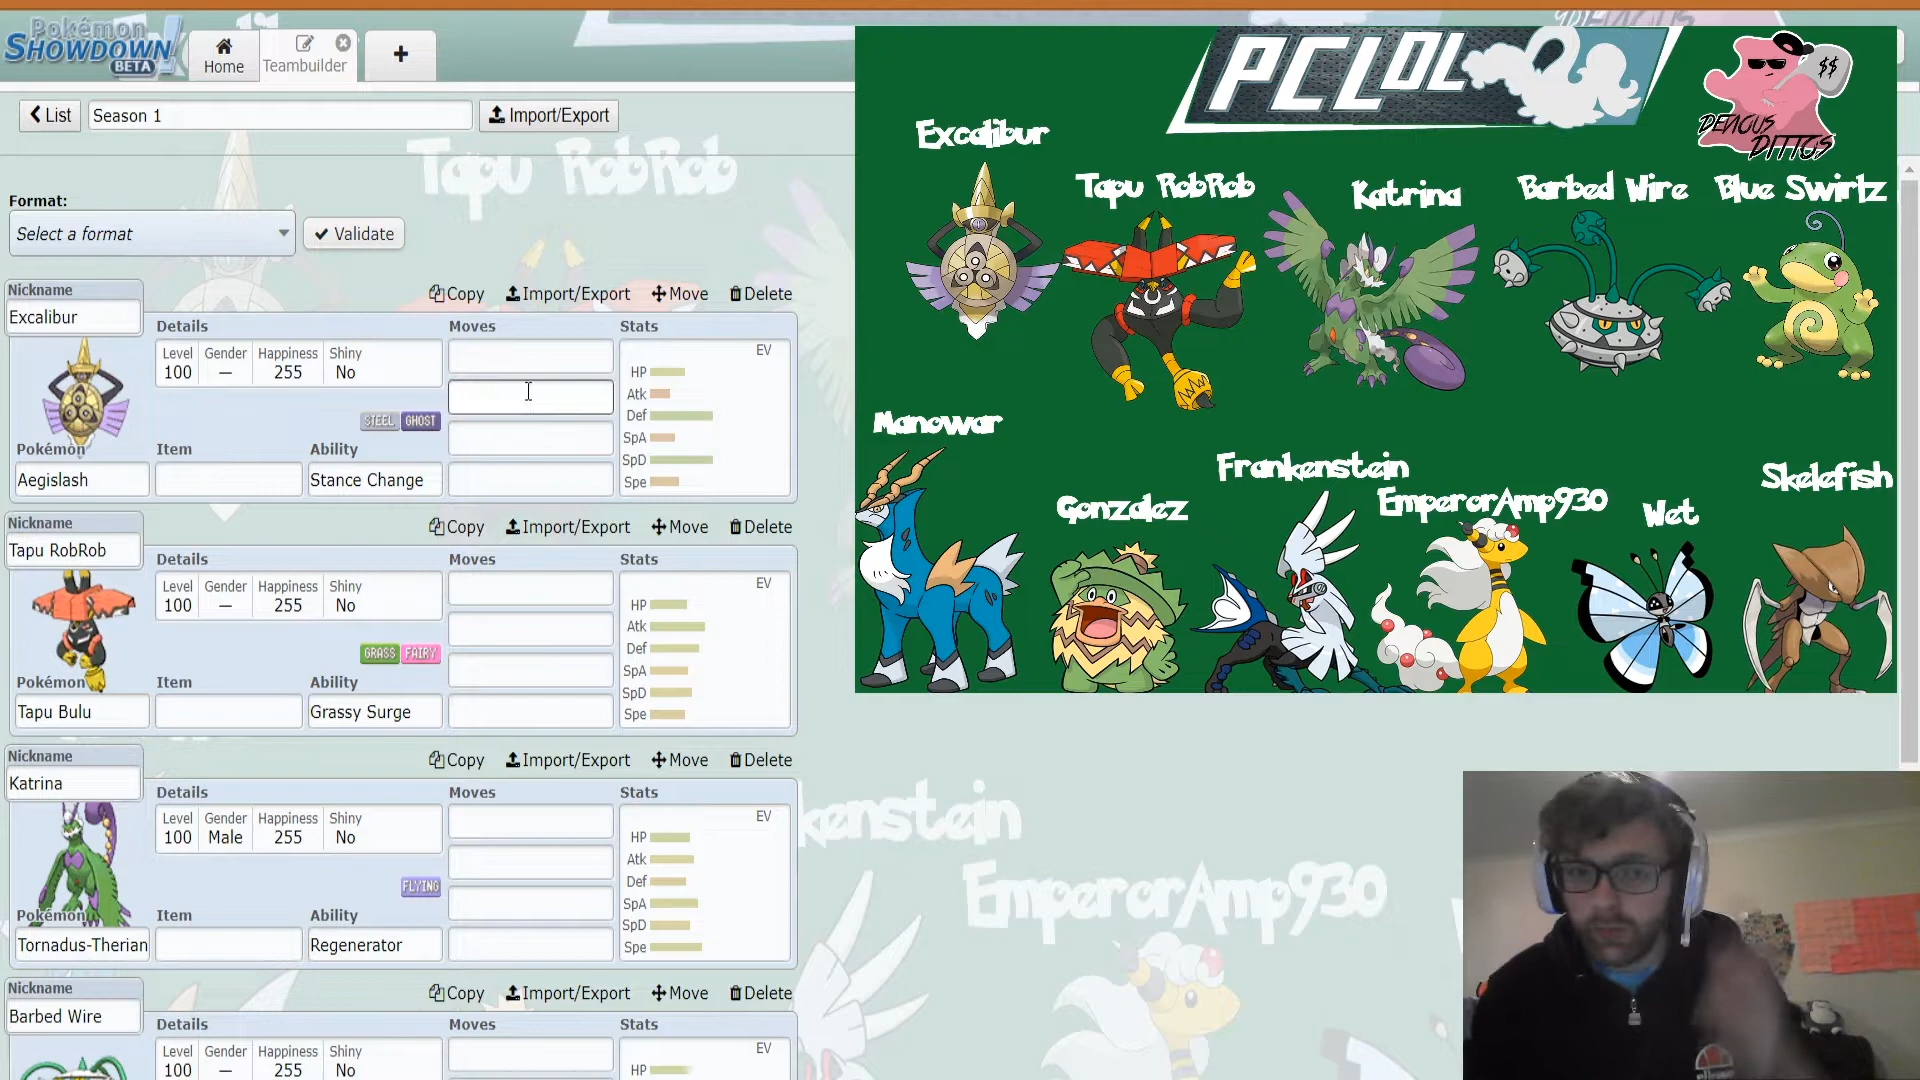 Pokémon
SHOWDOWN!
BETA
Home
Teambuilder
+
List
Season 1
Import/Export
Format:
Select a format
Validate
Tapu RobRob
Nickname
Excalibur
Copy Import/Export Move Delete
Details Moves Stats
Level Gender Happiness Shiny
100 — 255 No
STEEL GHOST
EV
HP
Atk
Def
SpA
SpD
Spe
Pokémon Item Ability
Aegislash Stance Change
Nickname
Tapu RobRob
Copy Import/Export Move Delete
Details Moves Stats
Level Gender Happiness Shiny
100 — 255 No
GRASS FAIRY
EV
HP
Atk
Def
SpA
SpD
Spe
Pokémon Item Ability
Tapu Bulu Grassy Surge
Nickname
Katrina
Copy Import/Export Move Delete
Details Moves Stats
Level Gender Happiness Shiny
100 Male 255 No
FLYING
EV
HP
Atk
Def
SpA
SpD
Spe
Pokémon Item Ability
Tornadus-Therian Regenerator
Nickname
Barbed Wire
Copy Import/Export Move Delete
Details Moves Stats
Level Gender Happiness Shiny
100 — 255 No
EV
HP
PCLOL
$$
DEVIOUS
DITTOS
Excalibur
Tapu RobRob
Katrina
Barbed Wire
Blue Swirlz
Manowar
Gonzalez
Frankenstein
EmperorAmp930
Wet
Skelefish
kenstein
EmperorAmp930